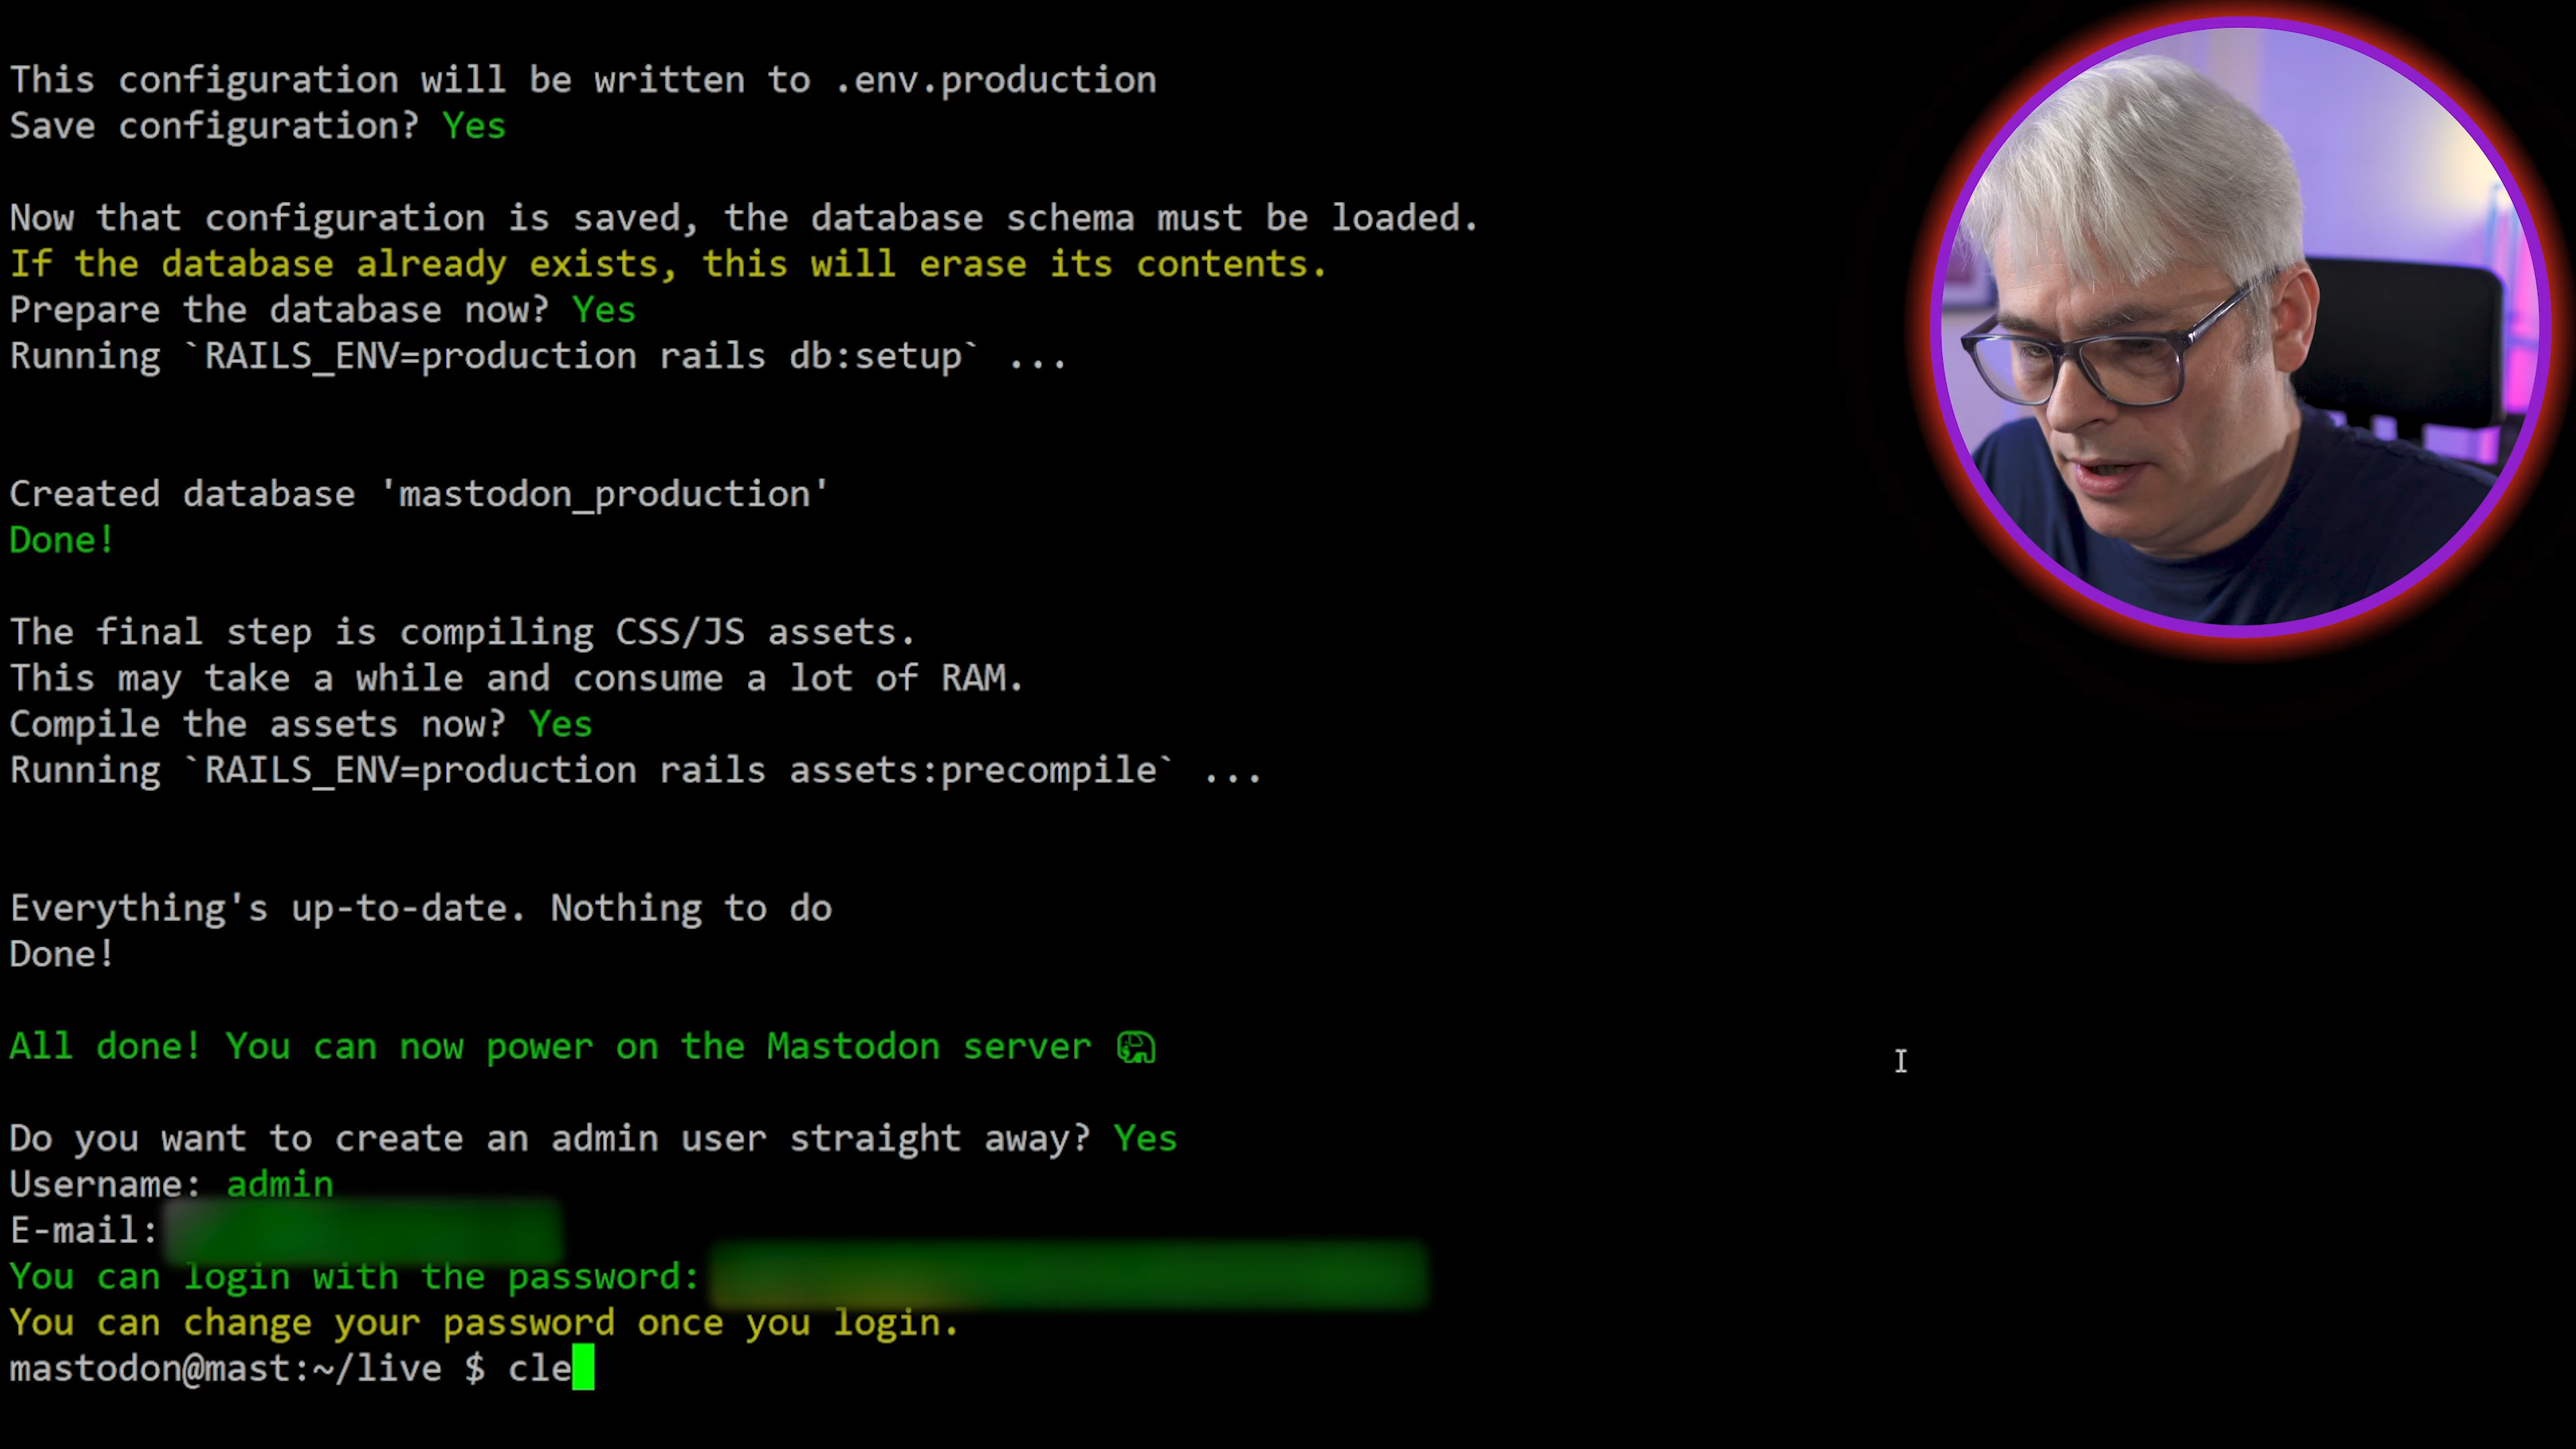 This configuration will be written to .env.production
Save configuration? Yes
Now that configuration is saved, the database schema must be loaded.
If the database already exists, this will erase its contents.
Prepare the database now? Yes
Running `RAILS_ENV=production rails db:setup` ...
Created database 'mastodon_production'
Done!
The final step is compiling CSS/JS assets.
This may take a while and consume a lot of RAM.
Compile the assets now? Yes
Running `RAILS_ENV=production rails assets:precompile` ...
Everything's up-to-date. Nothing to do
Done!
All done! You can now power on the Mastodon server 🐘
Do you want to create an admin user straight away? Yes
Username: admin
E-mail:
You can login with the password:
You can change your password once you login.
mastodon@mast:~/live $ cle